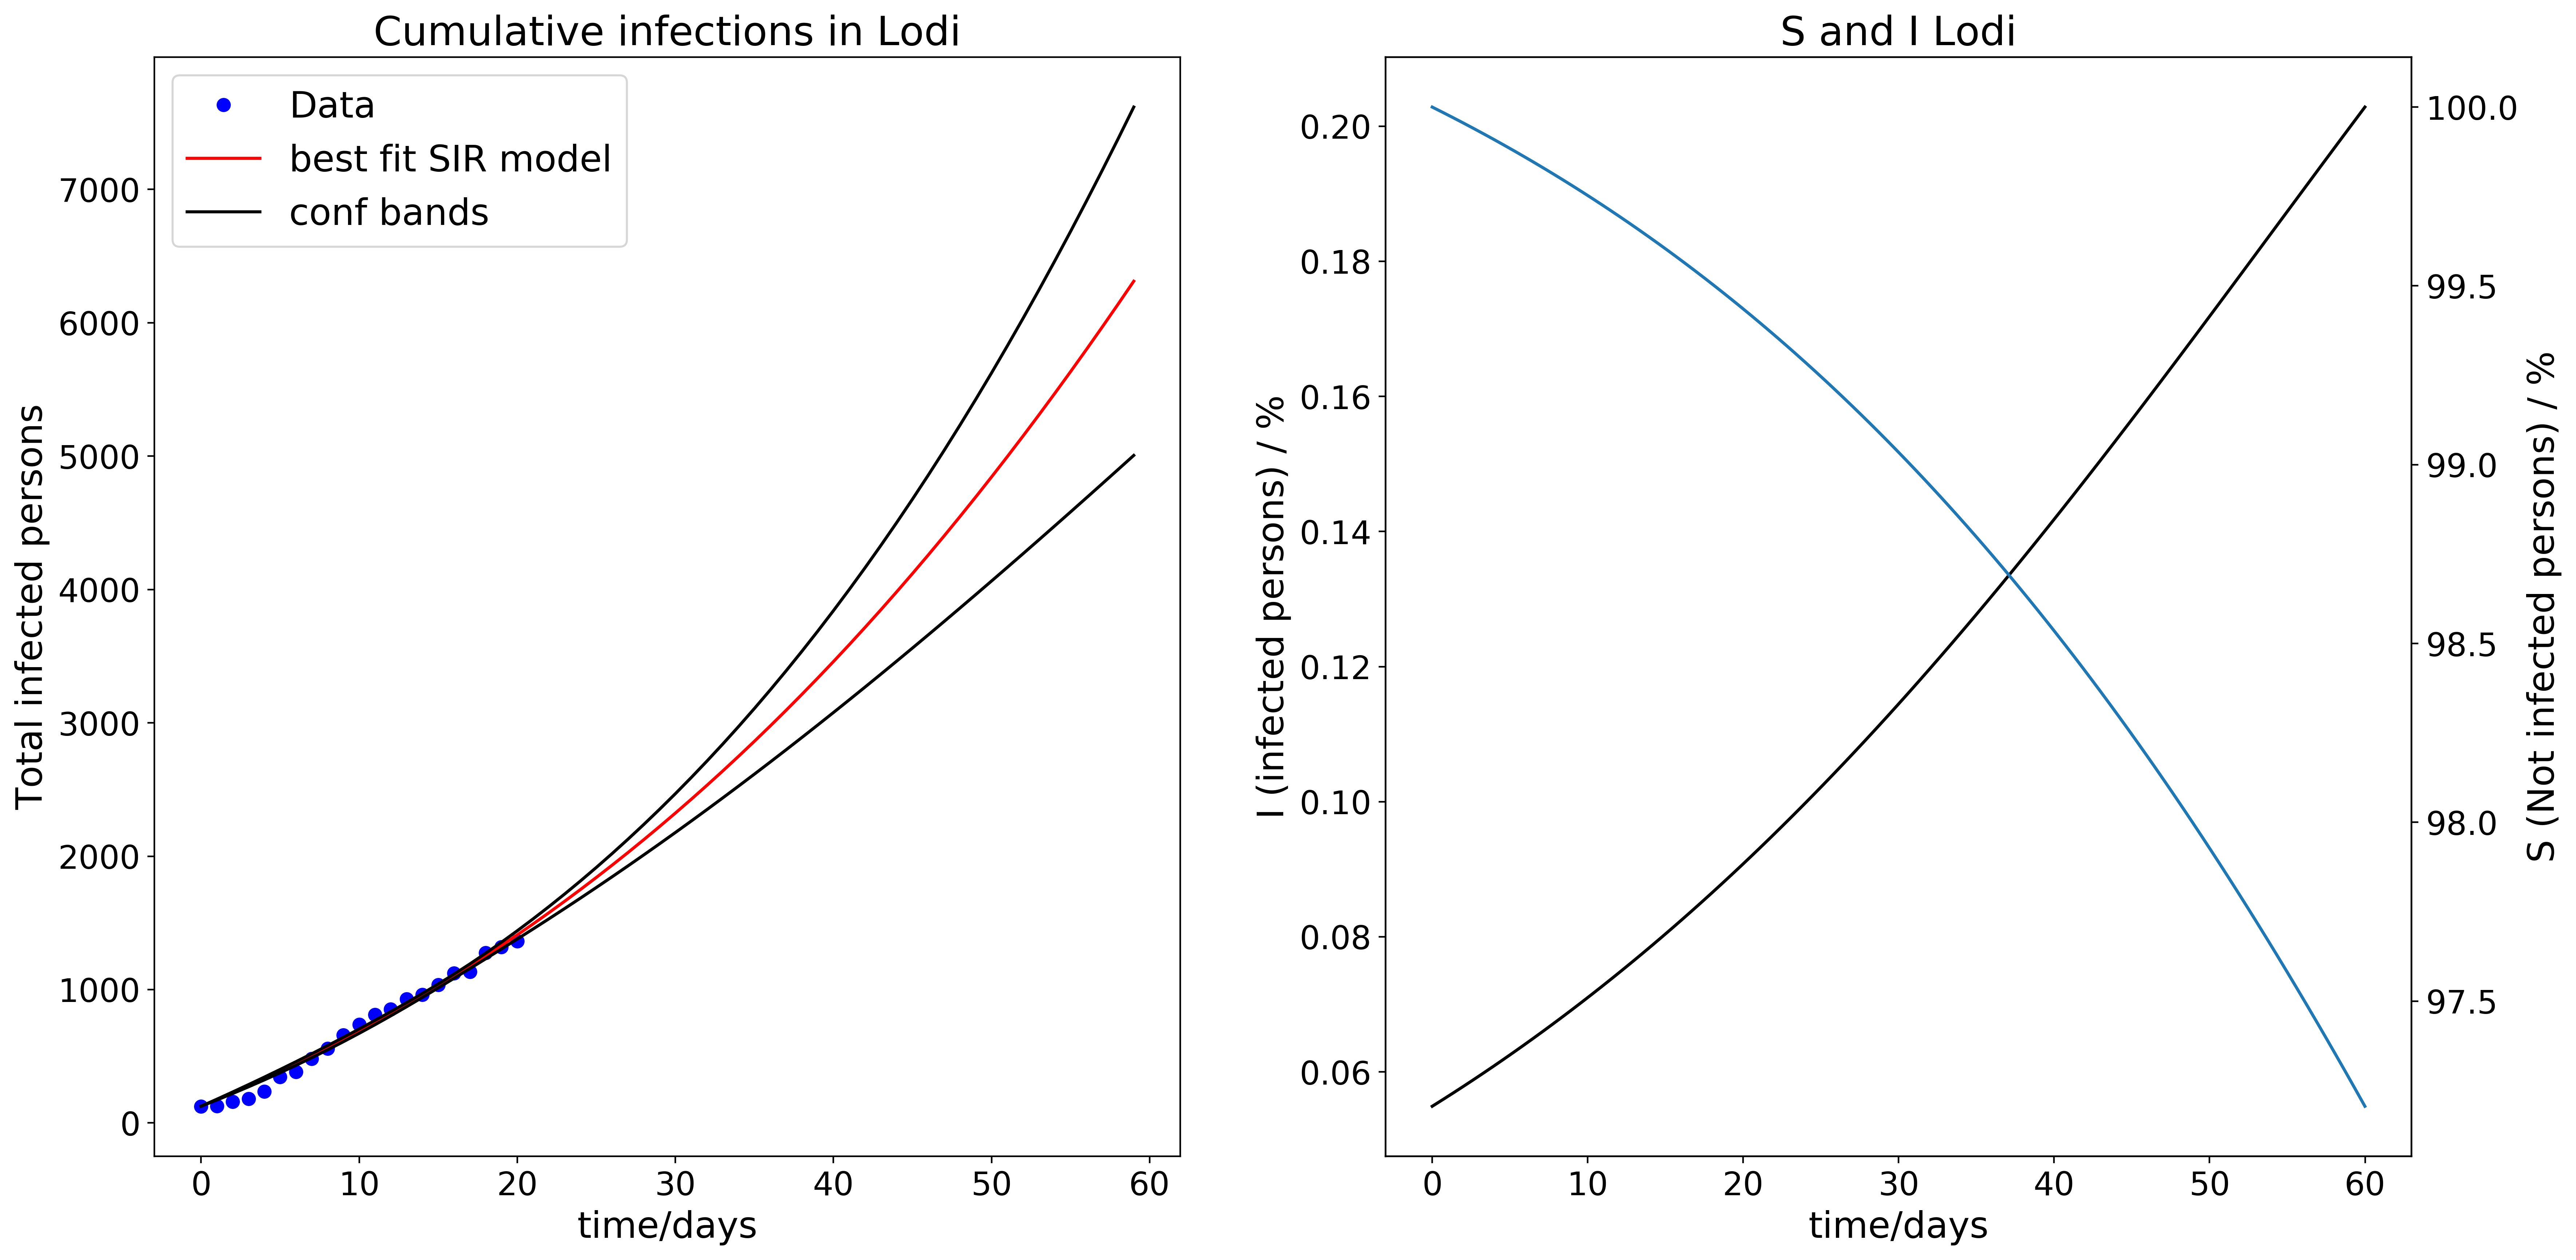 Cumulative infections in Lodi
Data
best fit SIR model
conf bands
Total infected persons
7000
6000
5000
4000
3000
2000
1000
0
0 10 20 30 40 50 60
time/days
S and I Lodi
I (infected persons) / %
0.20
0.18
0.16
0.14
0.12
0.10
0.08
0.06
0 10 20 30 40 50 60
time/days
100.0
99.5
99.0
98.5
98.0
97.5
S (Not infected persons) / %